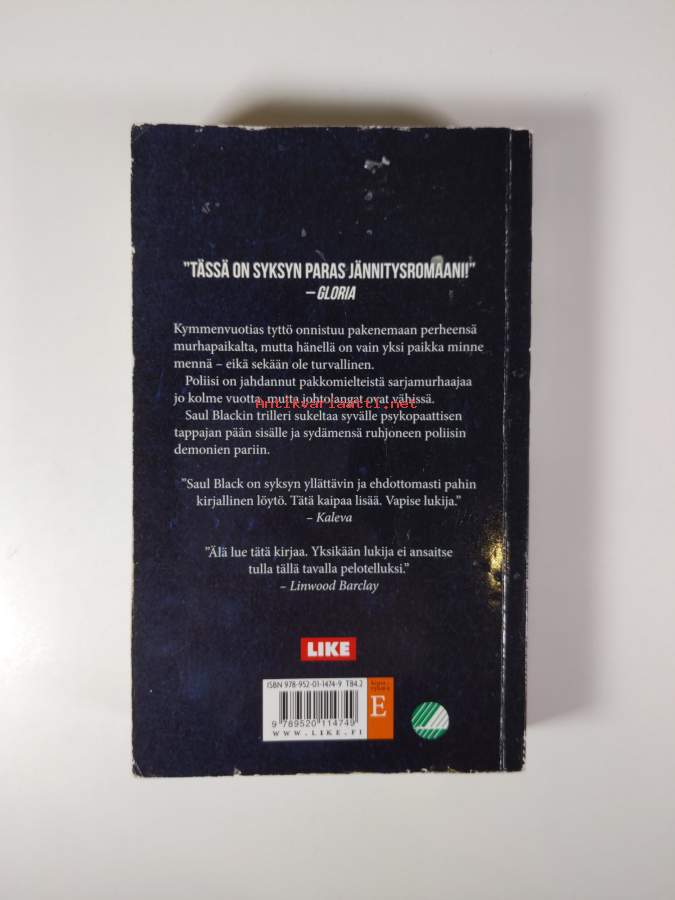 "TÄSSÄ ON SYKSYN PARAS JÄNNITYSROMAANI!"
– GLORIA
Kymmenvuotias tyttö onnistuu pakenemaan perheensä
murhapaikalta, mutta hänellä on vain yksi paikka minne
mennä – eikä sekään ole turvallinen.
Poliisi on jahdannut pakkomielteistä sarjamurhaajaa
jo kolme vuotta, mutta johtolangat ovat vähissä.
Antikvariaatti.net
Saul Blackin trilleri sukeltaa syvälle psykopaattisen
tappajan pään sisälle ja sydämensä ruhjoneen poliisin
demonien pariin.
"Saul Black on syksyn yllättävin ja ehdottomasti pahin
kirjallinen löytö. Tätä kaipaa lisää. Vapise lukija."
– Kaleva
"Älä lue tätä kirjaa. Yksikään lukija ei ansaitse
tulla tällä tavalla pelotelluksi."
– Linwood Barclay
LIKE
ISBN 978-952-01-1474-9 T84.2
E
9 789520 114749
WWW.LIKE.FI